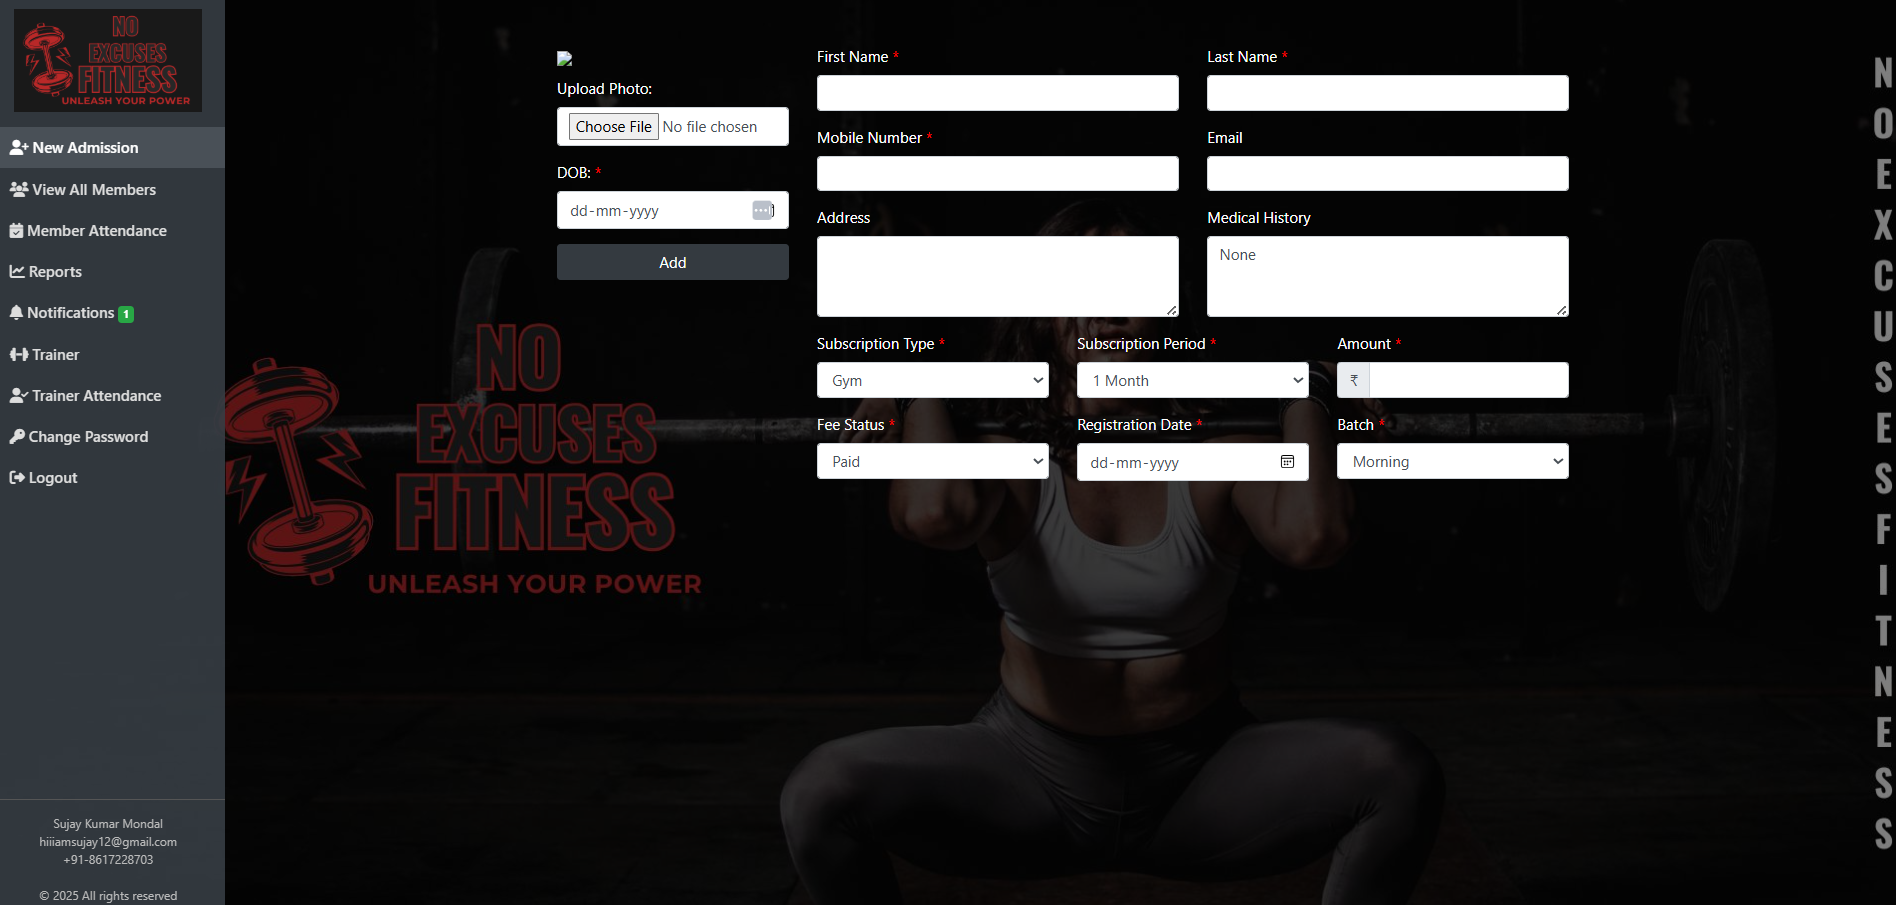 NO
EXCUSES
FITNESS
UNLEASH YOUR POWER
New Admission
View All Members
Member Attendance
Reports
Notifications 1
Trainer
Trainer Attendance
Change Password
Logout
Sujay Kumar Mondal
hiiiamsujay12@gmail.com
+91-8617228703
© 2025 All rights reserved
Upload Photo:
Choose File No file chosen
DOB: *
dd-mm-yyyy
Add
First Name *
Last Name *
Mobile Number *
Email
Address
Medical History
None
Subscription Type *
Subscription Period *
Amount *
Gym
1 Month
₹
Fee Status *
Registration Date *
Batch *
Paid
dd-mm-yyyy
Morning
NO
EXCUSES
FITNESS
UNLEASH YOUR POWER
NOEXCUSESFITNESS